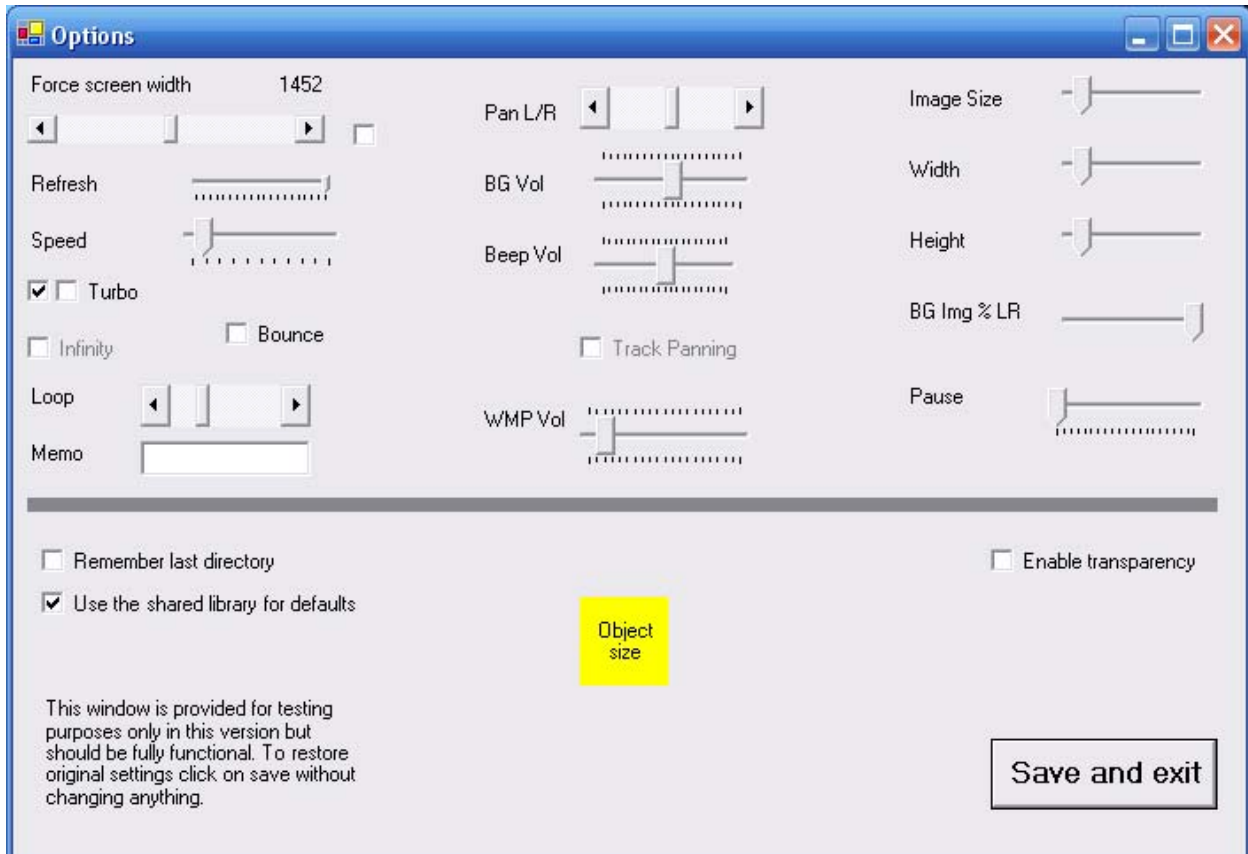 Options
Force screen width 1452
Refresh
Speed
Turbo
Infinity
Bounce
Loop
Memo
Pan L/R
BG Vol
Beep Vol
Track Panning
WMP Vol
Image Size
Width
Height
BG Img % LR
Pause
Remember last directory
Use the shared library for defaults
Object
size
Enable transparency
This window is provided for testing
purposes only in this version but
should be fully functional. To restore
original settings click on save without
changing anything.
Save and exit